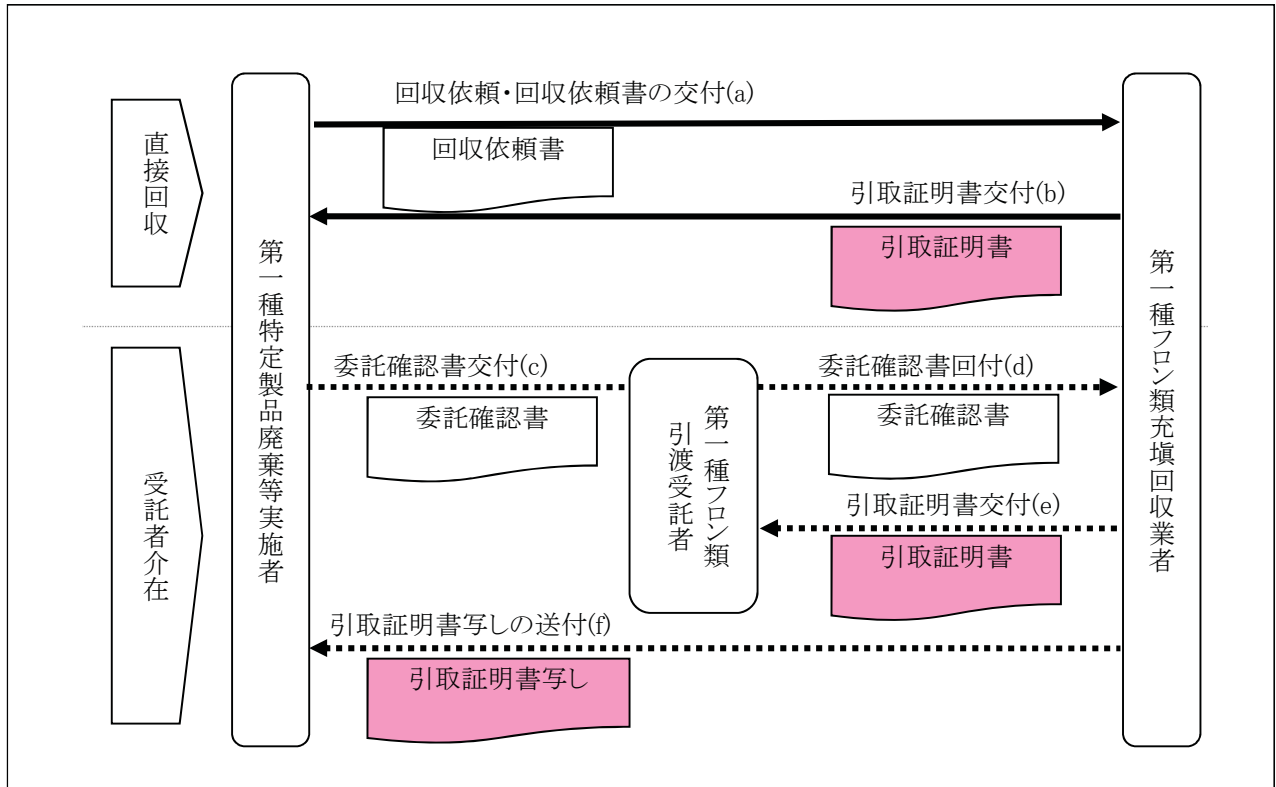 回収依頼・回収依頼書の交付(a)
回収依頼書
直接回収
引取証明書交付(b)
引取証明書
第一種特定製品廃棄等実施者
第一種フロン類充塡回収業者
委託確認書交付(c)
委託確認書
第一種フロン類
引渡受託者
委託確認書回付(d)
委託確認書
受託者介在
引取証明書交付(e)
引取証明書
引取証明書写しの送付(f)
引取証明書写し